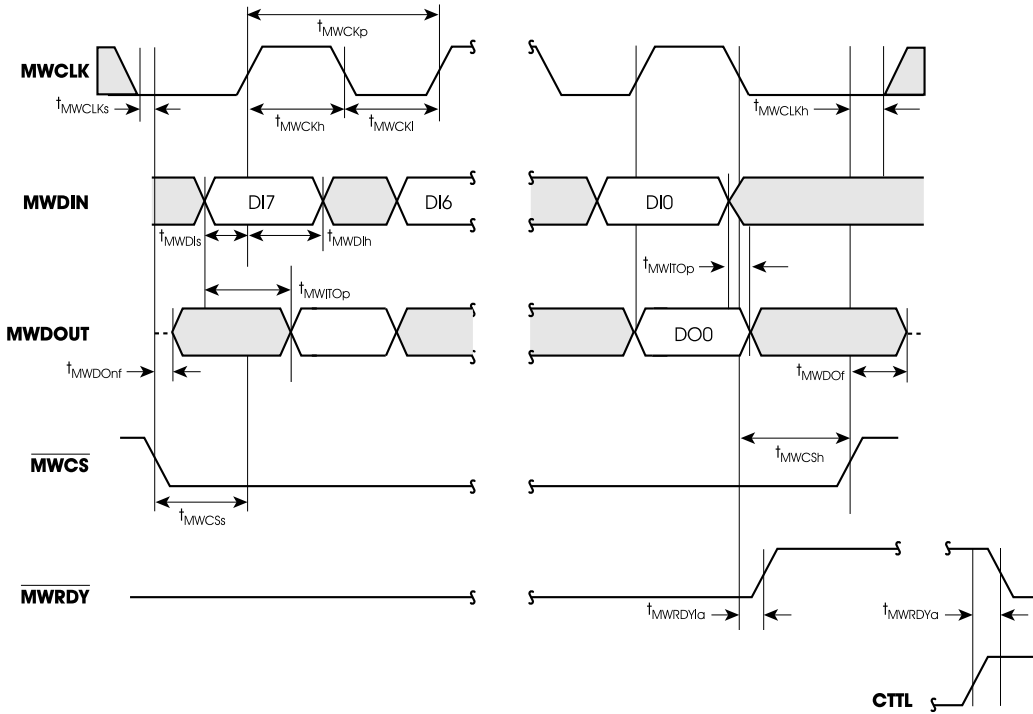 tMWCKp
MWCLK
tMWCLKs
tMWCKh
tMWCKl
tMWCLKh
MWDIN
DI7
DI6
DI0
tMWDIs
tMWDIh
tMWITOp
tMWITOp
MWDOUT
DO0
tMWDOnf
tMWDOf
MWCS
tMWCSh
tMWCSs
MWRDY
tMWRDYIa
tMWRDYa
CTTL